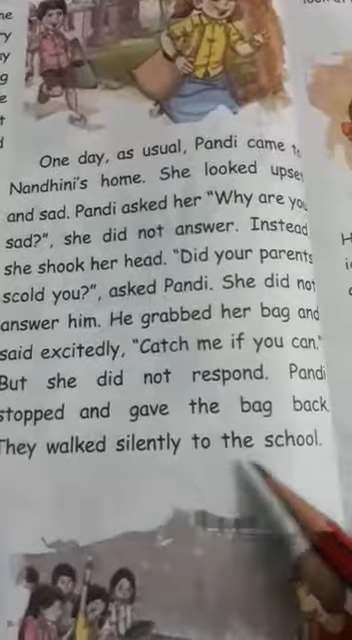 One day, as usual, Pandi came to
Nandhini's home. She looked upset
and sad. Pandi asked her "Why are you
sad?", she did not answer. Instead
she shook her head. "Did your parents
scold you?", asked Pandi. She did not
answer him. He grabbed her bag and
said excitedly, "Catch me if you can."
But she did not respond. Pandi
stopped and gave the bag back.
They walked silently to the school.